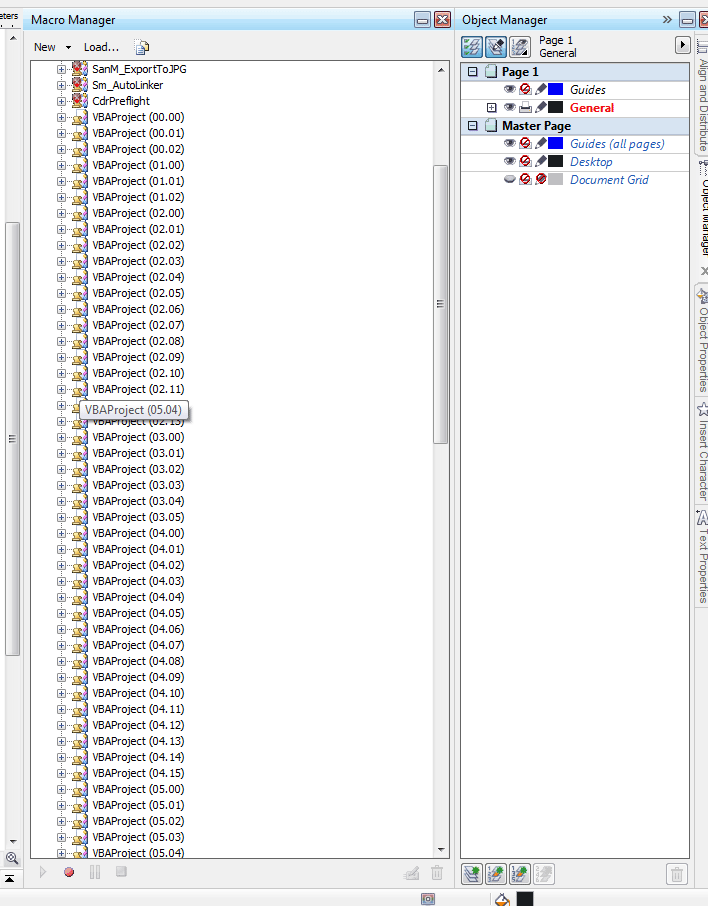 eters
Macro Manager
New
Load...
SanM_ExportToJPG
Sm_AutoLinker
CdrPreflight
VBAProject (00.00)
VBAProject (00.01)
VBAProject (00.02)
VBAProject (01.00)
VBAProject (01.01)
VBAProject (01.02)
VBAProject (02.00)
VBAProject (02.01)
VBAProject (02.02)
VBAProject (02.03)
VBAProject (02.04)
VBAProject (02.05)
VBAProject (02.06)
VBAProject (02.07)
VBAProject (02.08)
VBAProject (02.09)
VBAProject (02.10)
VBAProject (02.11)
VBAProject (05.04)
VBAProject (02.13)
VBAProject (03.00)
VBAProject (03.01)
VBAProject (03.02)
VBAProject (03.03)
VBAProject (03.04)
VBAProject (03.05)
VBAProject (04.00)
VBAProject (04.01)
VBAProject (04.02)
VBAProject (04.03)
VBAProject (04.04)
VBAProject (04.05)
VBAProject (04.06)
VBAProject (04.07)
VBAProject (04.08)
VBAProject (04.09)
VBAProject (04.10)
VBAProject (04.11)
VBAProject (04.12)
VBAProject (04.13)
VBAProject (04.14)
VBAProject (04.15)
VBAProject (05.00)
VBAProject (05.01)
VBAProject (05.02)
VBAProject (05.03)
VBAProject (05.04)
Object Manager
Page 1
General
Page 1
Guides
General
Master Page
Guides (all pages)
Desktop
Document Grid
Align and Distribute
Object Manager
Object Properties
Insert Character
Text Properties